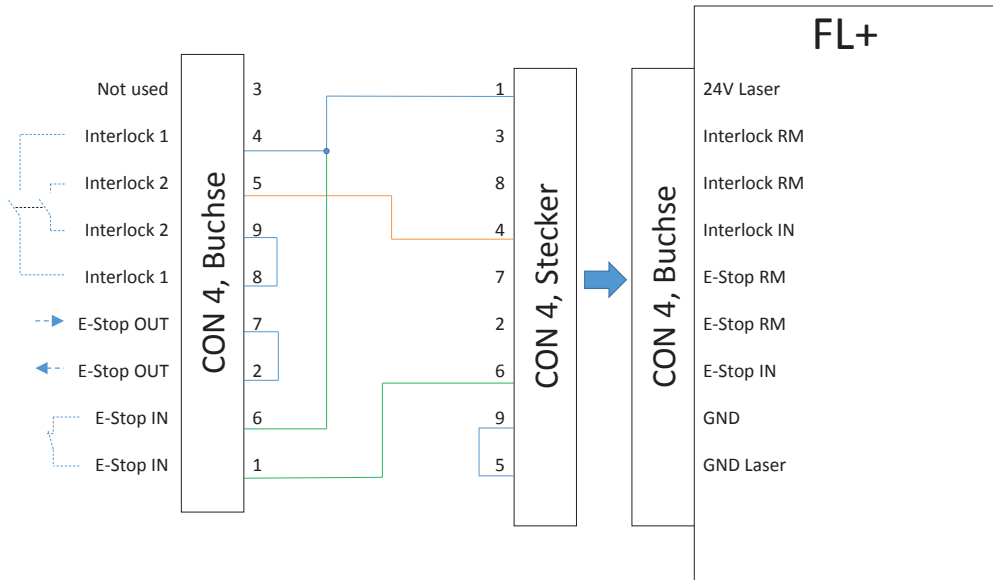 FL+
Not used 3 1 24V Laser
Interlock 1 4 3 Interlock RM
Interlock 2 5 8 Interlock RM
Interlock 2 9 4 Interlock IN
Interlock 1 8 7 E-Stop RM
E-Stop OUT 7 2 E-Stop RM
E-Stop OUT 2 6 E-Stop IN
E-Stop IN 6 9 GND
E-Stop IN 1 5 GND Laser
CON 4, Buchse
CON 4, Stecker
CON 4, Buchse